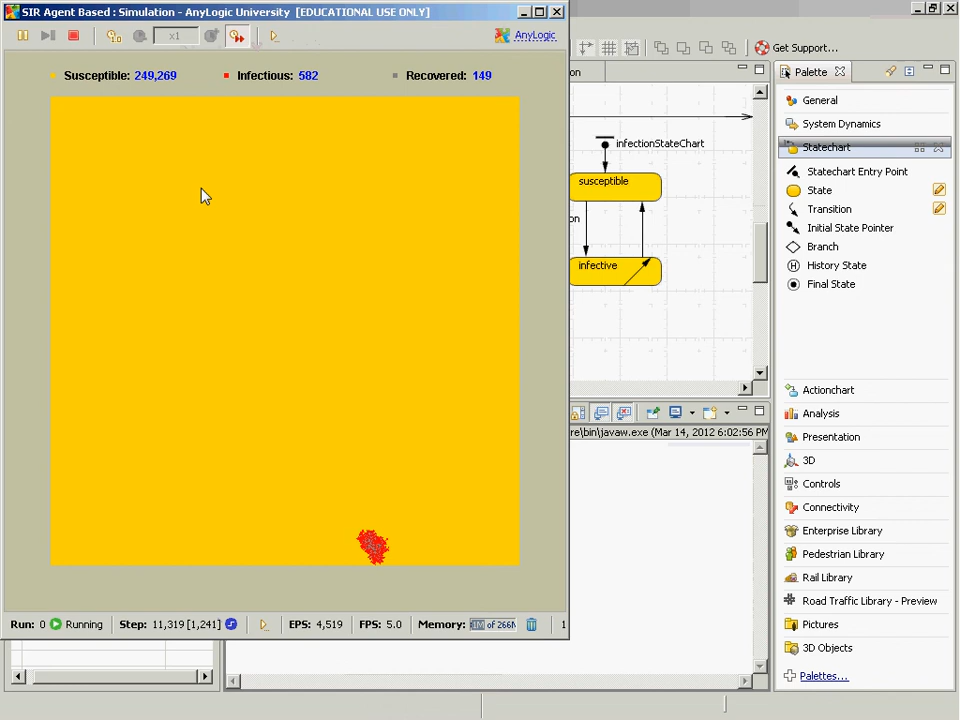 SIR Agent Based : Simulation - AnyLogic University [EDUCATIONAL USE ONLY]
x1
AnyLogic
Susceptible: 249,269
Infectious: 582
Recovered: 149
Run: 0
Running
Step: 11,319 [1,241]
EPS: 4,519
FPS: 5.0
Memory:
of 266M
1
Get Support...
on
infectionStateChart
susceptible
on
infective
re\bin\javaw.exe (Mar 14, 2012 6:02:56 PM
Palette
General
System Dynamics
Statechart
Statechart Entry Point
State
Transition
Initial State Pointer
Branch
History State
Final State
Actionchart
Analysis
Presentation
3D
Controls
Connectivity
Enterprise Library
Pedestrian Library
Rail Library
Road Traffic Library - Preview
Pictures
3D Objects
Palettes...